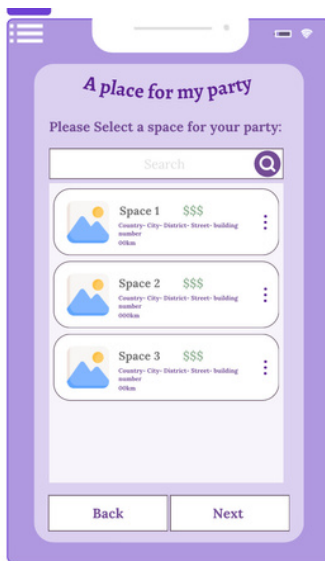 A place for my party
Please Select a space for your party:
Search
Space 1 $$$
Country- City- District- Street- building
number
00km
Space 2 $$$
Country- City- District- Street- building
number
000km
Space 3 $$$
Country- City- District- Street- building
number
00km
Back Next